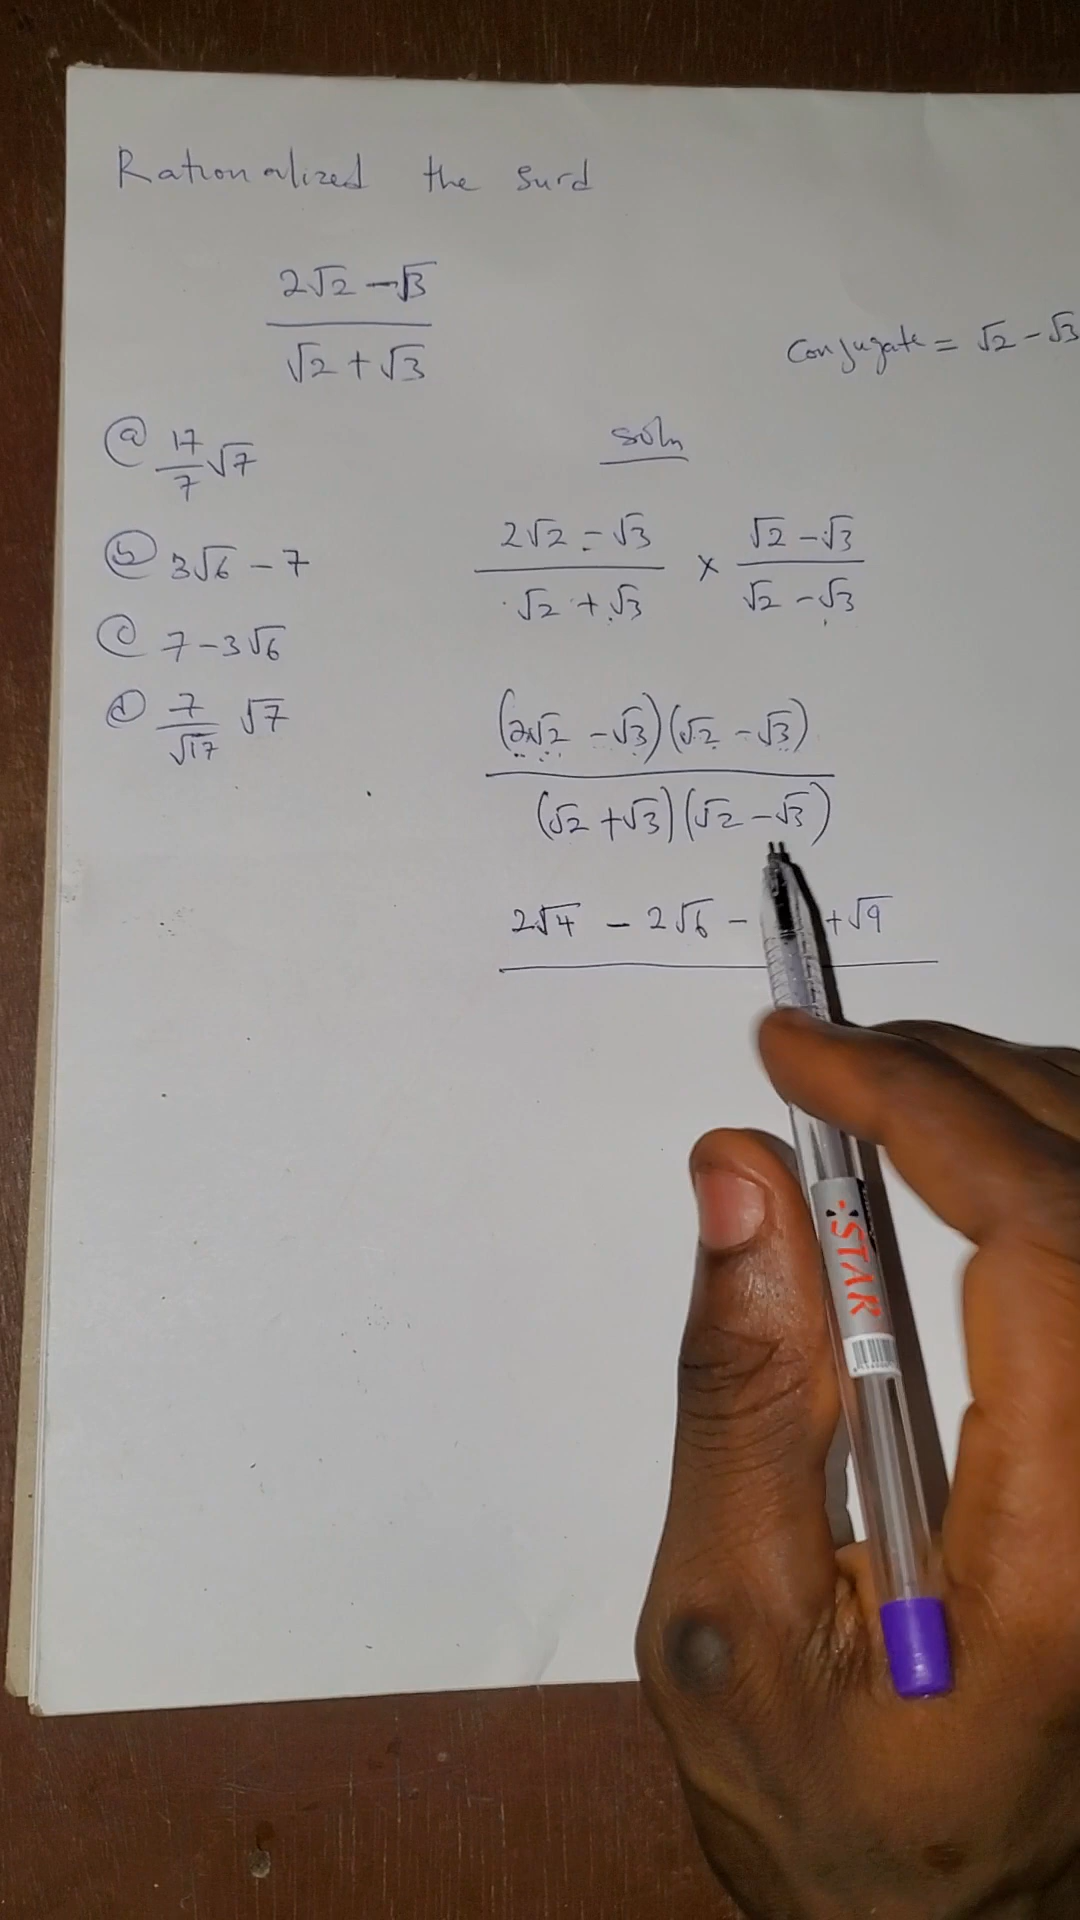 Rationalized the surd
2√2 - √3 / √2 + √3
Conjugate = √2 - √3
(a) 17/7 √7
soln
2√2 - √3 / √2 + √3 × √2 - √3 / √2 - √3
(b) 3√6 - 7
(c) 7 - 3√6
(d) 7/√17 √7
(2√2 - √3)(√2 - √3)
(√2 + √3)(√2 - √3)
2√4 - 2√6 - + √9
STAR